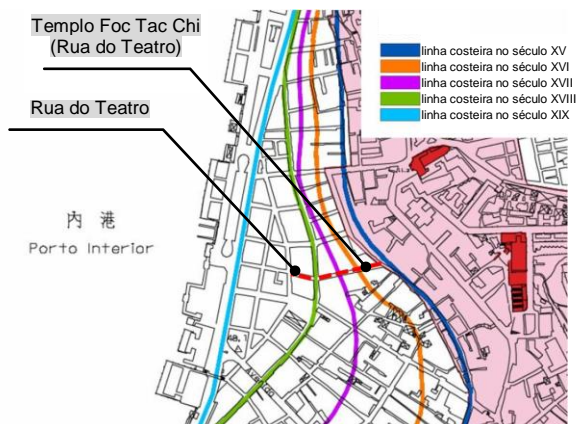 Templo Foc Tac Chi
(Rua do Teatro)
Rua do Teatro
linha costeira no século XV
linha costeira no século XVI
linha costeira no século XVII
linha costeira no século XVIII
linha costeira no século XIX
內 港
Porto Interior